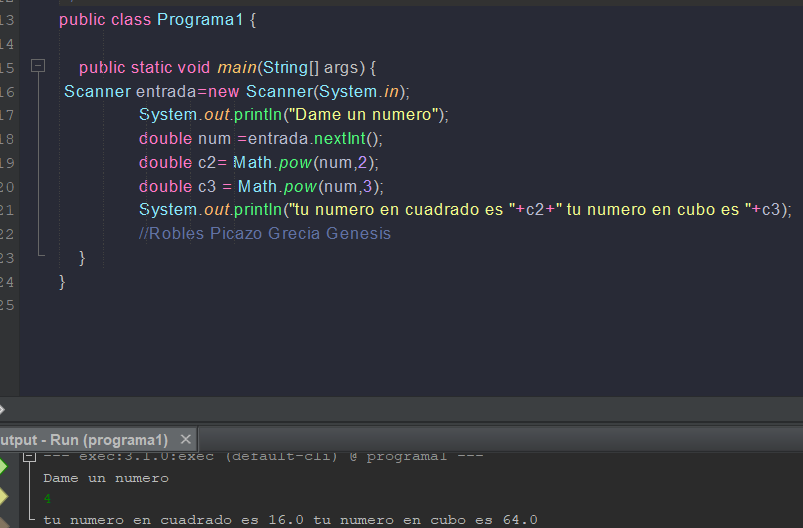 13 public class Programa1 {
14
15 public static void main(String[] args) {
16 Scanner entrada=new Scanner(System.in);
17 System.out.println("Dame un numero");
18 double num =entrada.nextInt();
19 double c2= Math.pow(num,2);
20 double c3 = Math.pow(num,3);
21 System.out.println("tu numero en cuadrado es "+c2+" tu numero en cubo es "+c3);
22 //Robles Picazo Grecia Genesis
23 }
24 }
25
utput - Run (programa1) ×
--- exec:3.1.0:exec (default-cli) @ programa1 ---
Dame un numero
4
tu numero en cuadrado es 16.0 tu numero en cubo es 64.0